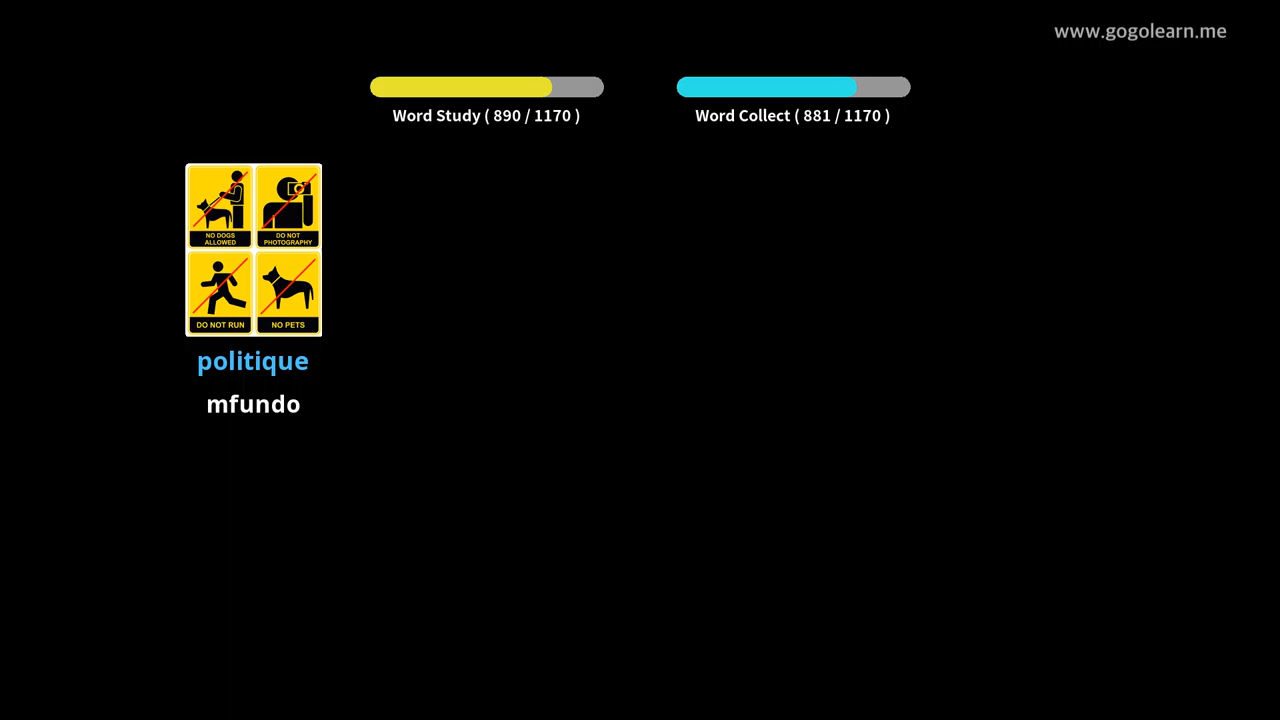 www.gogolearn.me
Word Study ( 890 / 1170 )
Word Collect ( 881 / 1170 )
NO DOGS
ALLOWED
DO NOT
PHOTOGRAPHY
DO NOT RUN
NO PETS
politique
mfundo